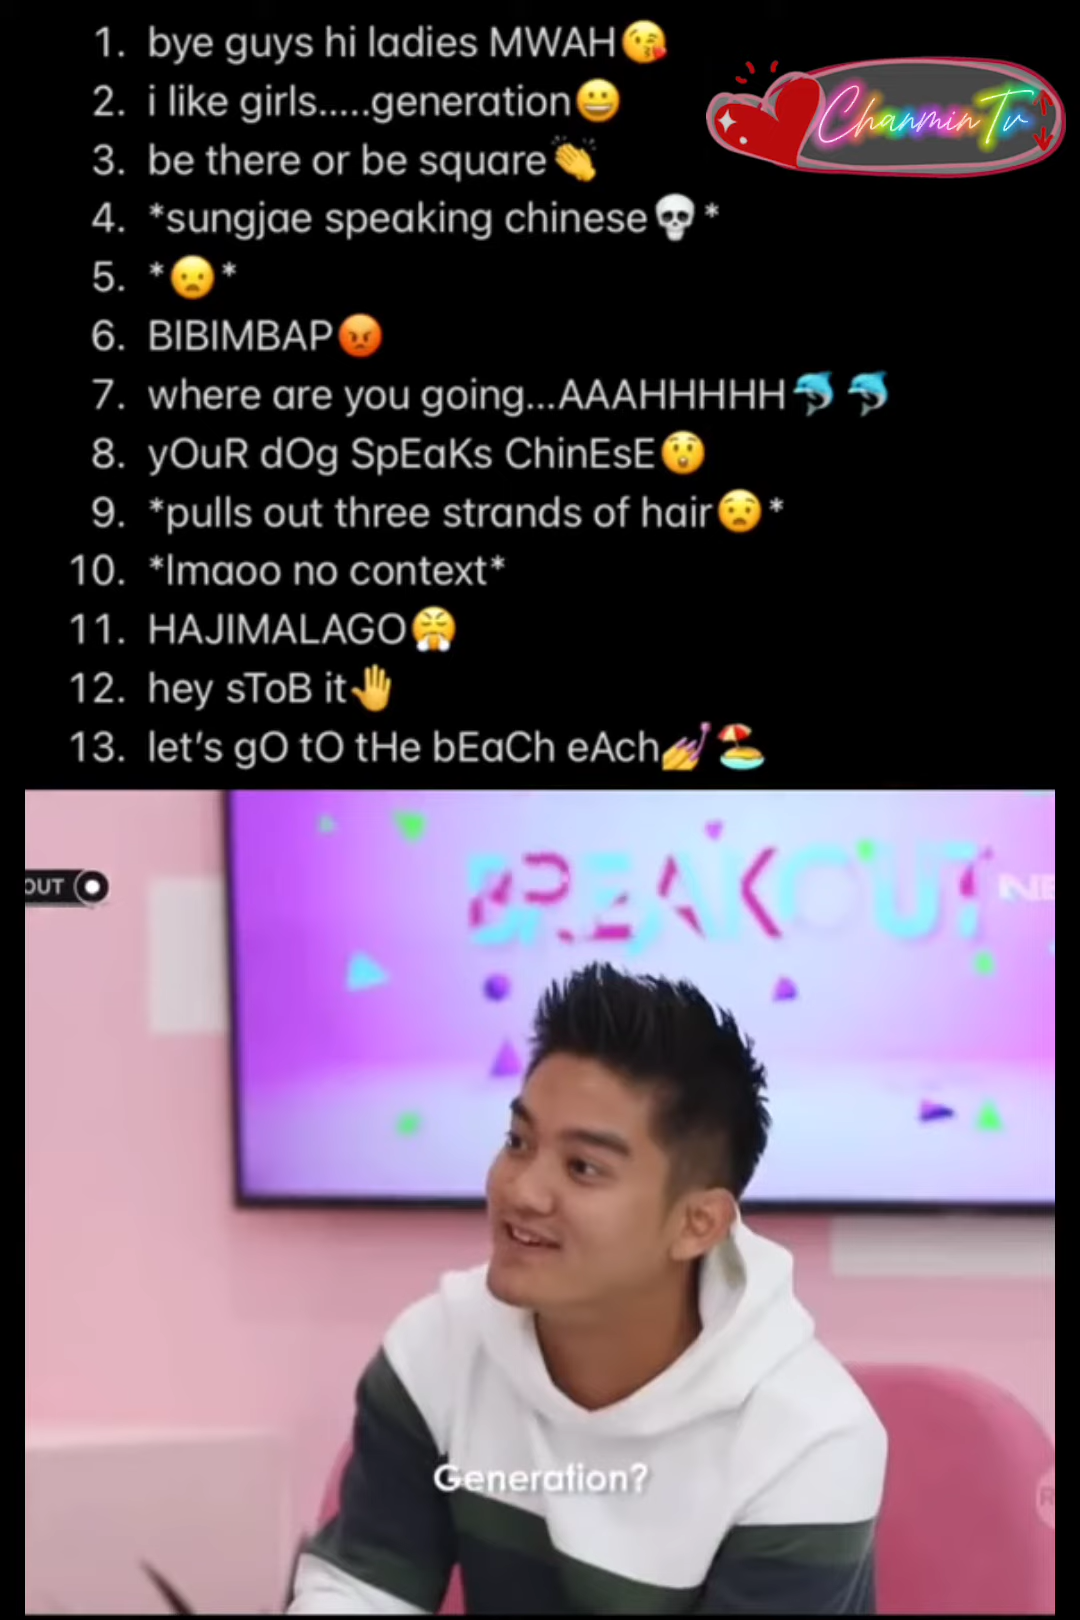 1. bye guys hi ladies MWAH😘
Chanmin Tv
2. i like girls.....generation😀
3. be there or be square👏
4. *sungjae speaking chinese💀*
5. *😦*
6. BIBIMBAP😡
7. where are you going...AAAHHHHH🐬🐬
8. yOuR dOg SpEaKs ChinEsE😲
9. *pulls out three strands of hair😧*
10. *lmaoo no context*
11. HAJIMALAGO😤
12. hey sToB it🤚
13. let's gO tO tHe bEaCh eAch💅🏖️
BREAKOUT
OUT
NE
Generation?
R